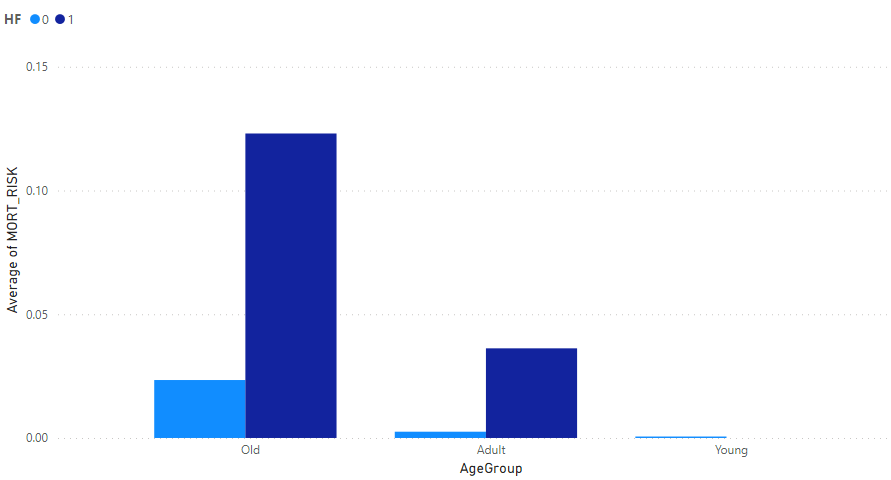 HF 0 1
0.15
0.10
0.05
0.00
Average of MORT_RISK
Old Adult Young
AgeGroup